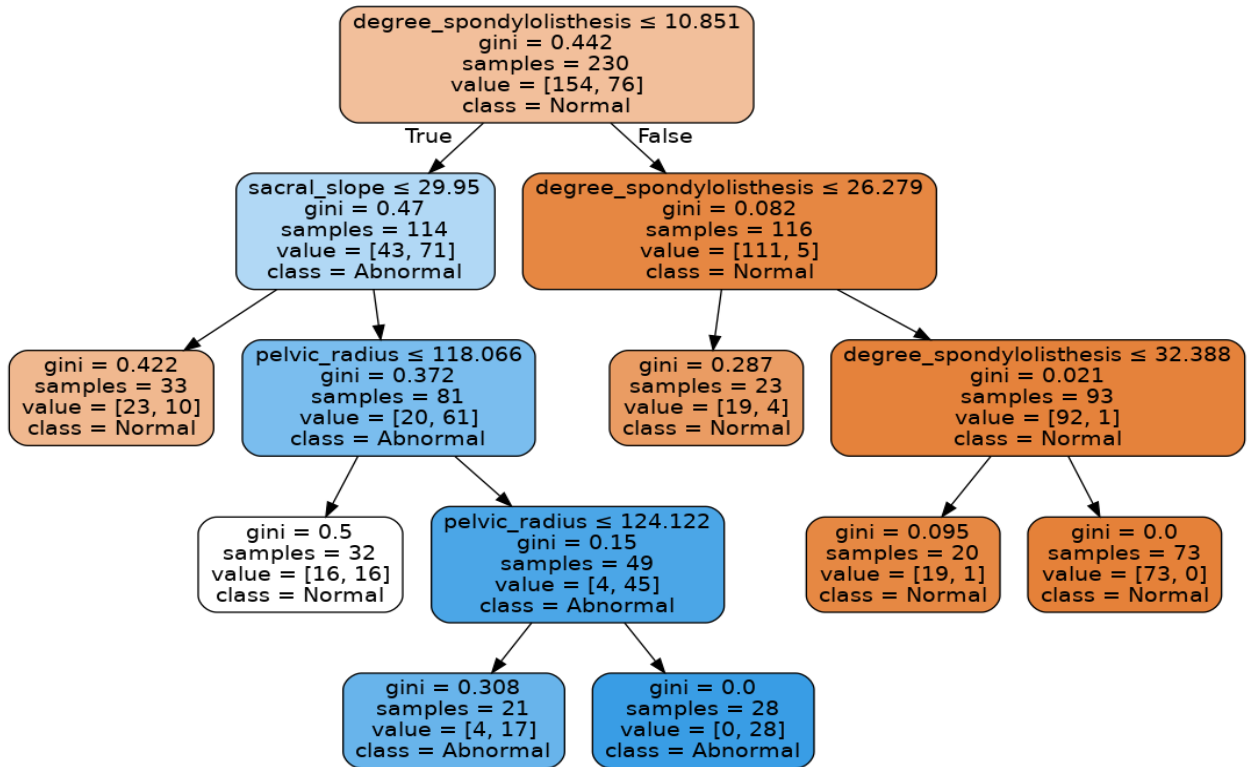 degree_spondylolisthesis ≤ 10.851
gini = 0.442
samples = 230
value = [154, 76]
class = Normal
True
False
sacral_slope ≤ 29.95
gini = 0.47
samples = 114
value = [43, 71]
class = Abnormal
degree_spondylolisthesis ≤ 26.279
gini = 0.082
samples = 116
value = [111, 5]
class = Normal
gini = 0.422
samples = 33
value = [23, 10]
class = Normal
pelvic_radius ≤ 118.066
gini = 0.372
samples = 81
value = [20, 61]
class = Abnormal
gini = 0.287
samples = 23
value = [19, 4]
class = Normal
degree_spondylolisthesis ≤ 32.388
gini = 0.021
samples = 93
value = [92, 1]
class = Normal
gini = 0.5
samples = 32
value = [16, 16]
class = Normal
pelvic_radius ≤ 124.122
gini = 0.15
samples = 49
value = [4, 45]
class = Abnormal
gini = 0.095
samples = 20
value = [19, 1]
class = Normal
gini = 0.0
samples = 73
value = [73, 0]
class = Normal
gini = 0.308
samples = 21
value = [4, 17]
class = Abnormal
gini = 0.0
samples = 28
value = [0, 28]
class = Abnormal